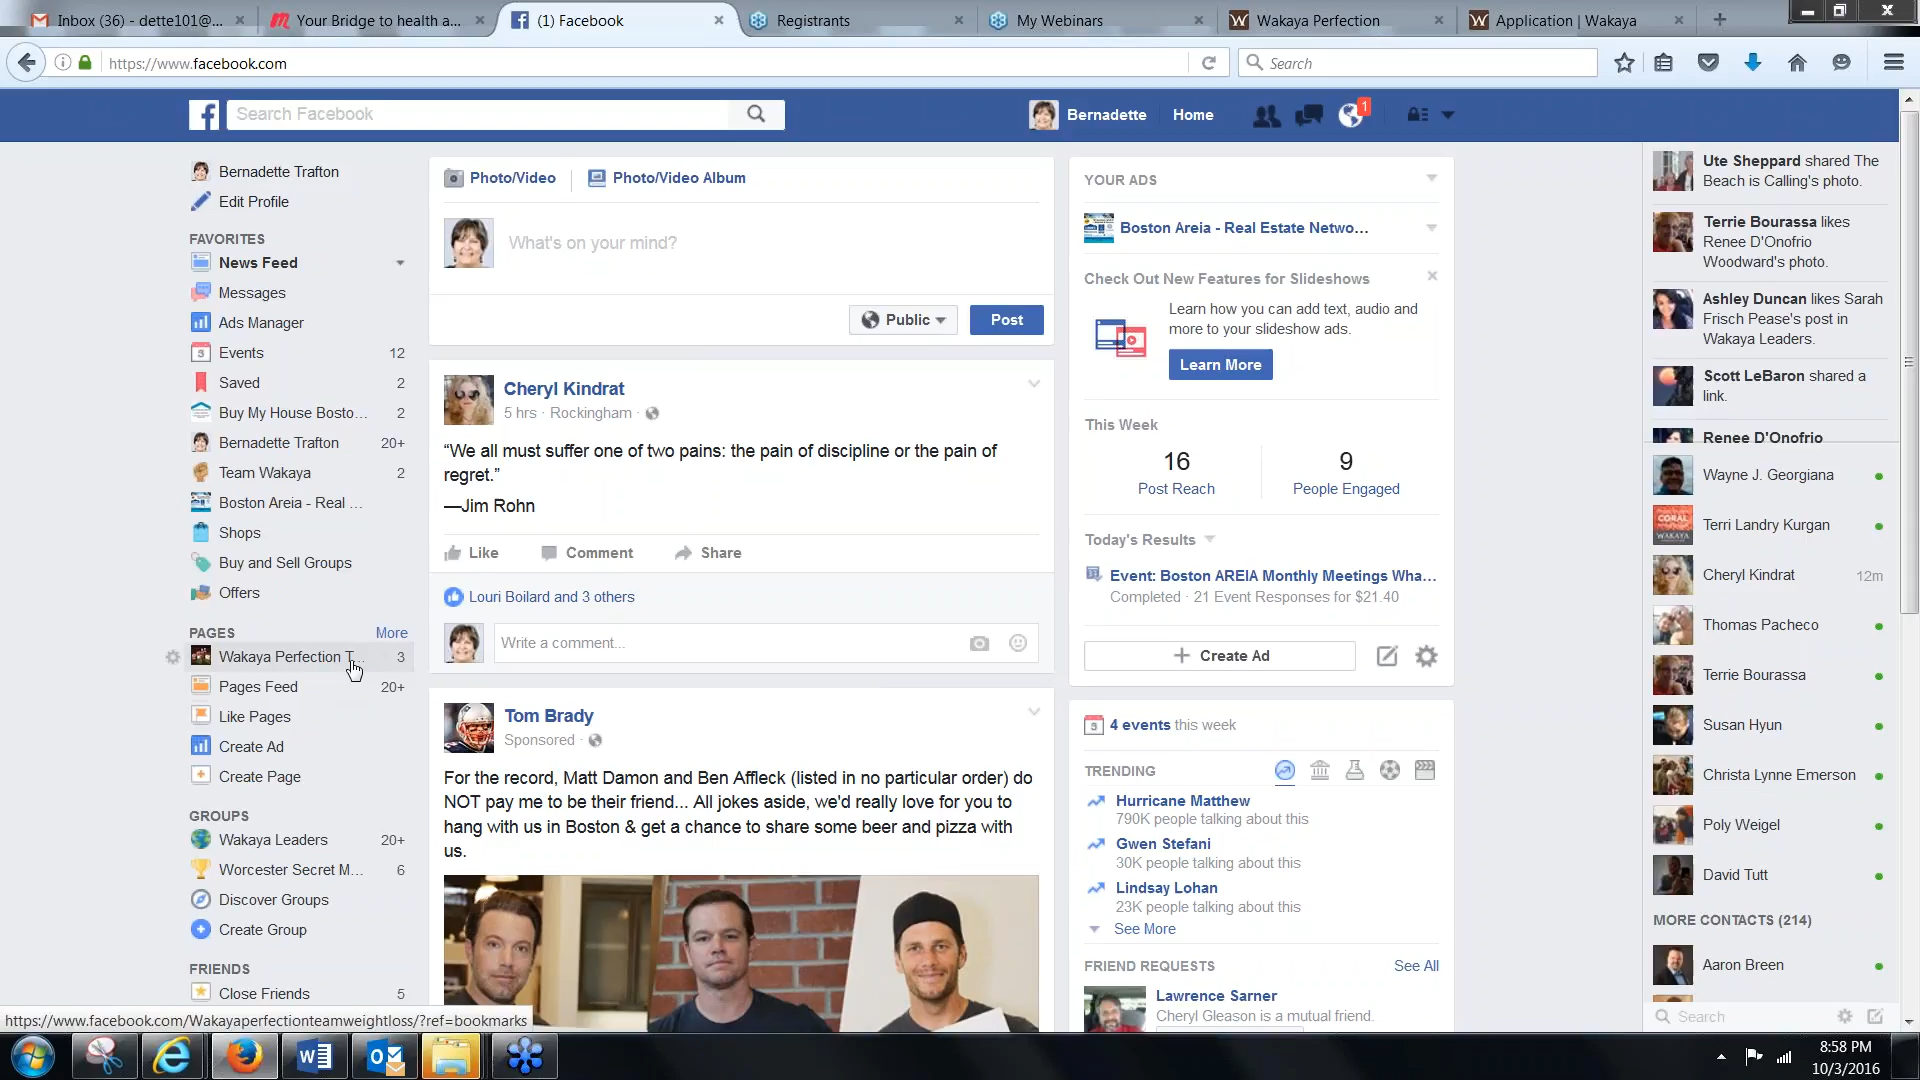 Inbox (36) - dette101@...
Your Bridge to health a...
(1) Facebook
Registrants
My Webinars
Wakaya Perfection
Application | Wakaya
https://www.facebook.com
Search
Search Facebook
Bernadette
Home
1
Bernadette Trafton
Edit Profile
FAVORITES
News Feed
Messages
Ads Manager
Events 12
Saved 2
Buy My House Bosto... 2
Bernadette Trafton 20+
Team Wakaya 2
Boston Areia - Real ...
Shops
Buy and Sell Groups
Offers
PAGES More
Wakaya Perfection T... 3
Pages Feed 20+
Like Pages
Create Ad
Create Page
GROUPS
Wakaya Leaders 20+
Worcester Secret M... 6
Discover Groups
Create Group
FRIENDS
Close Friends 5
https://www.facebook.com/Wakayaperfectionteamweightloss/?ref=bookmarks
Photo/Video
Photo/Video Album
What's on your mind?
Public
Post
Cheryl Kindrat
5 hrs · Rockingham ·
“We all must suffer one of two pains: the pain of discipline or the pain of
regret.”
—Jim Rohn
Like Comment Share
Louri Boilard and 3 others
Write a comment...
Tom Brady
Sponsored ·
For the record, Matt Damon and Ben Affleck (listed in no particular order) do
NOT pay me to be their friend... All jokes aside, we'd really love for you to
hang with us in Boston & get a chance to share some beer and pizza with
us.
YOUR ADS
Boston Areia - Real Estate Netwo...
Check Out New Features for Slideshows
Learn how you can add text, audio and
more to your slideshow ads.
Learn More
This Week
16 9
Post Reach People Engaged
Today's Results
Event: Boston AREIA Monthly Meetings Wha...
Completed · 21 Event Responses for $21.40
Create Ad
4 events this week
TRENDING
Hurricane Matthew
790K people talking about this
Gwen Stefani
30K people talking about this
Lindsay Lohan
23K people talking about this
See More
FRIEND REQUESTS See All
Lawrence Sarner
Cheryl Gleason is a mutual friend.
Ute Sheppard shared The
Beach is Calling's photo.
Terrie Bourassa likes
Renee D'Onofrio
Woodward's photo.
Ashley Duncan likes Sarah
Frisch Pease's post in
Wakaya Leaders.
Scott LeBaron shared a
link.
Renee D'Onofrio
Wayne J. Georgiana
Terri Landry Kurgan
Cheryl Kindrat 12m
Thomas Pacheco
Terrie Bourassa
Susan Hyun
Christa Lynne Emerson
Poly Weigel
David Tutt
MORE CONTACTS (214)
Aaron Breen
Search
8:58 PM
10/3/2016